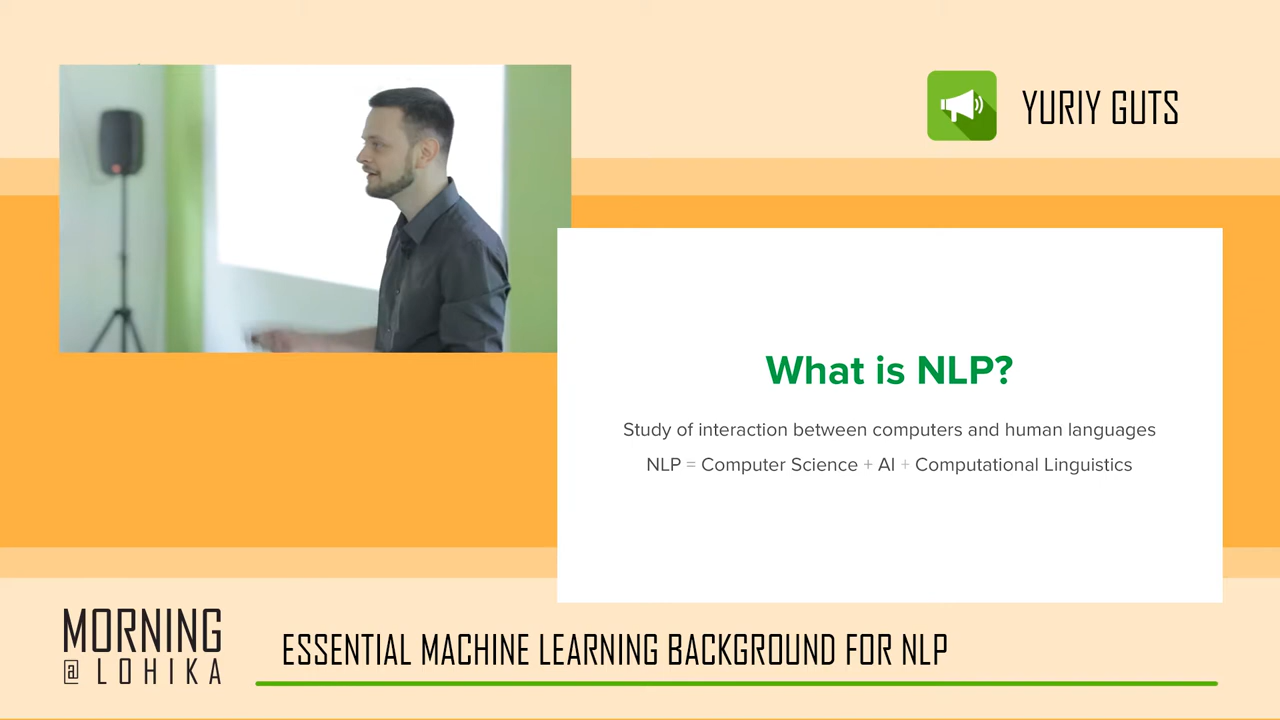 YURIY GUTS
What is NLP?
Study of interaction between computers and human languages
NLP = Computer Science + AI + Computational Linguistics
MORNING
@ LOHIKA
ESSENTIAL MACHINE LEARNING BACKGROUND FOR NLP